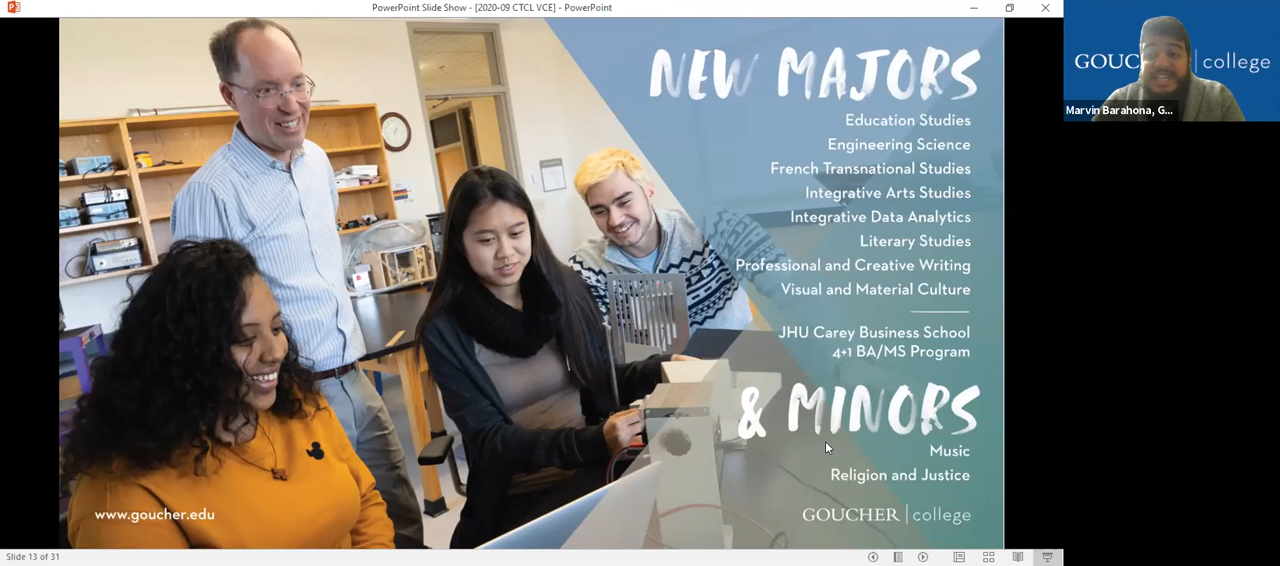 PowerPoint Slide Show - [2020-09 CTCL VCE] - PowerPoint
NEW MAJORS
Education Studies
Engineering Science
French Transnational Studies
Integrative Arts Studies
Integrative Data Analytics
Literary Studies
Professional and Creative Writing
Visual and Material Culture
JHU Carey Business School
4+1 BA/MS Program
& MINORS
Music
Religion and Justice
www.goucher.edu
GOUCHER | college
Slide 13 of 31
GOUC | college
Marvin Barahona, G...